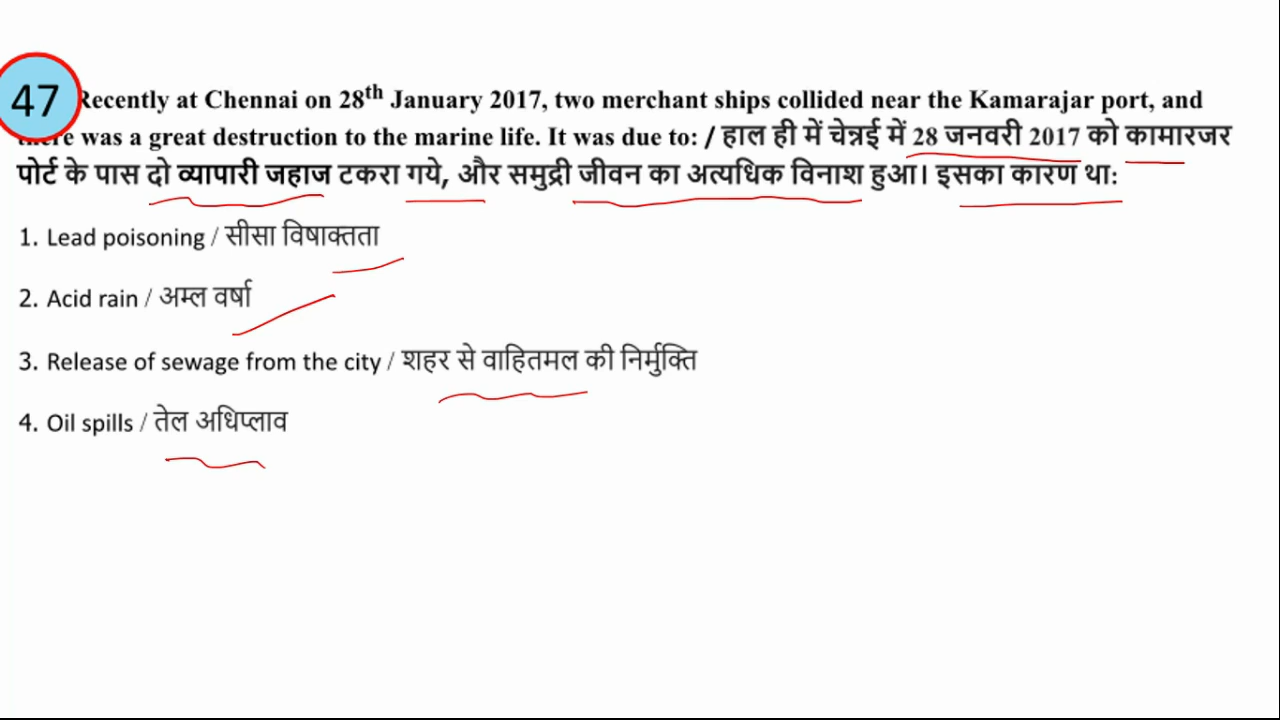 47 Recently at Chennai on 28th January 2017, two merchant ships collided near the Kamarajar port, and
there was a great destruction to the marine life. It was due to: / हाल ही में चेन्नई में 28 जनवरी 2017 को कामारजर
पोर्ट के पास दो व्यापारी जहाज टकरा गये, और समुद्री जीवन का अत्यधिक विनाश हुआ। इसका कारण था:
1. Lead poisoning / सीसा विषाक्तता
2. Acid rain / अम्ल वर्षा
3. Release of sewage from the city / शहर से वाहितमल की निर्मुक्ति
4. Oil spills / तेल अधिप्लाव